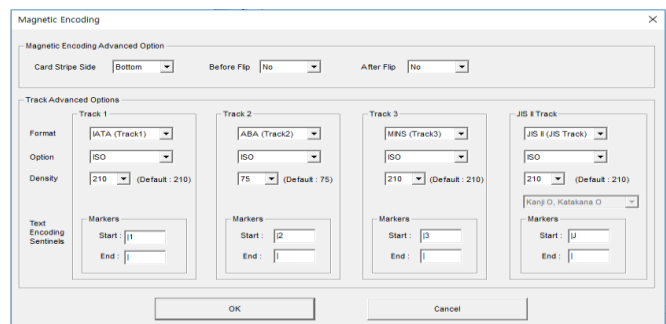 Magnetic Encoding
Magnetic Encoding Advanced Option
Card Stripe Side Bottom Before Flip No After Flip No
Track Advanced Options
Track 1 Track 2 Track 3 JIS II Track
Format IATA (Track1) ABA (Track2) MINS (Track3) JIS II (JIS Track)
Option ISO ISO ISO ISO
Density 210 (Default : 210) 75 (Default : 75) 210 (Default : 210) 210 (Default : 210)
Kanji O, Katakana O
Text Encoding Sentinels
Markers Markers Markers Markers
Start : |1 Start : |2 Start : |3 Start : |J
End : | End : | End : | End : |
OK Cancel